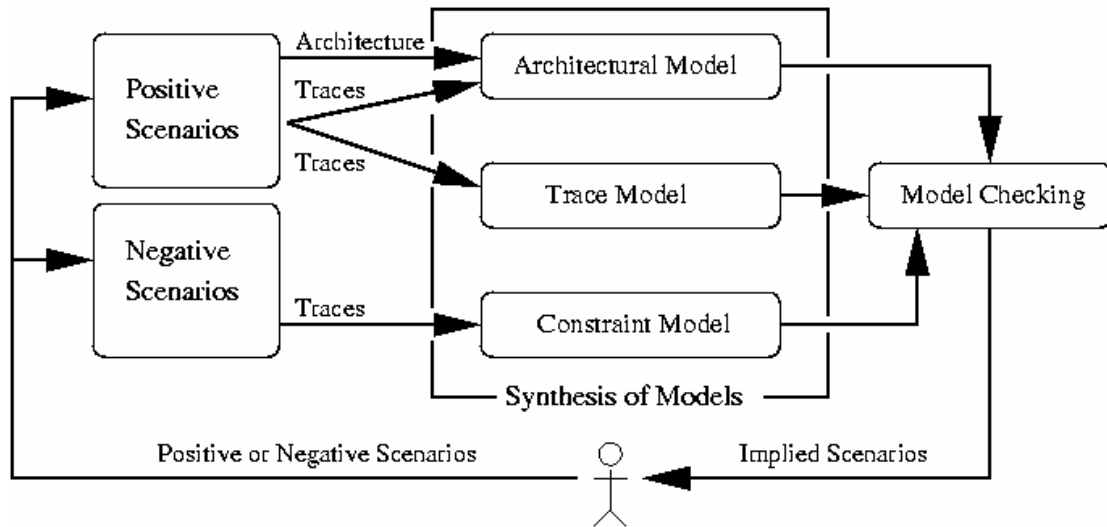 Architecture
Positive
Scenarios
Architectural Model
Traces
Traces
Trace Model
Model Checking
Negative
Scenarios
Traces
Constraint Model
Synthesis of Models
Positive or Negative Scenarios
Implied Scenarios